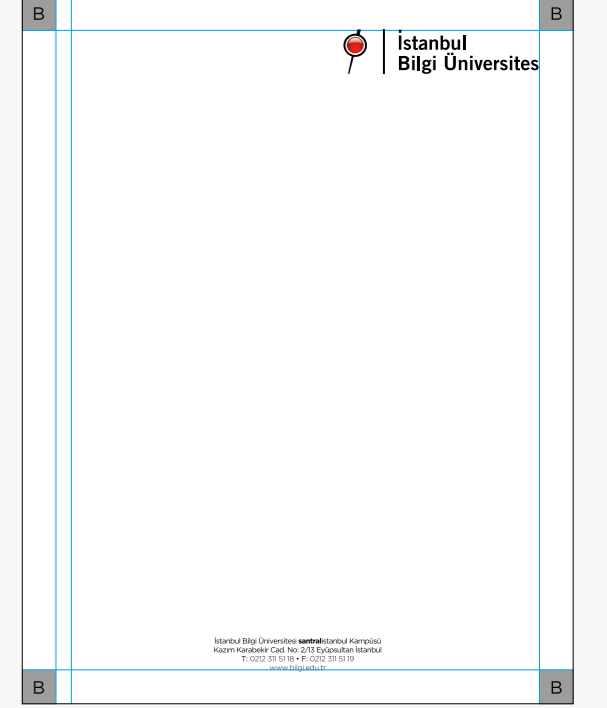 B B
İstanbul
Bilgi Üniversites
İstanbul Bilgi Üniversitesi santralistanbul Kampüsü
Kazım Karabekir Cad. No: 2/13 Eyüpsultan İstanbul
T: 0212 311 51 18 • F: 0212 311 51 19
www.bilgi.edu.tr
B B